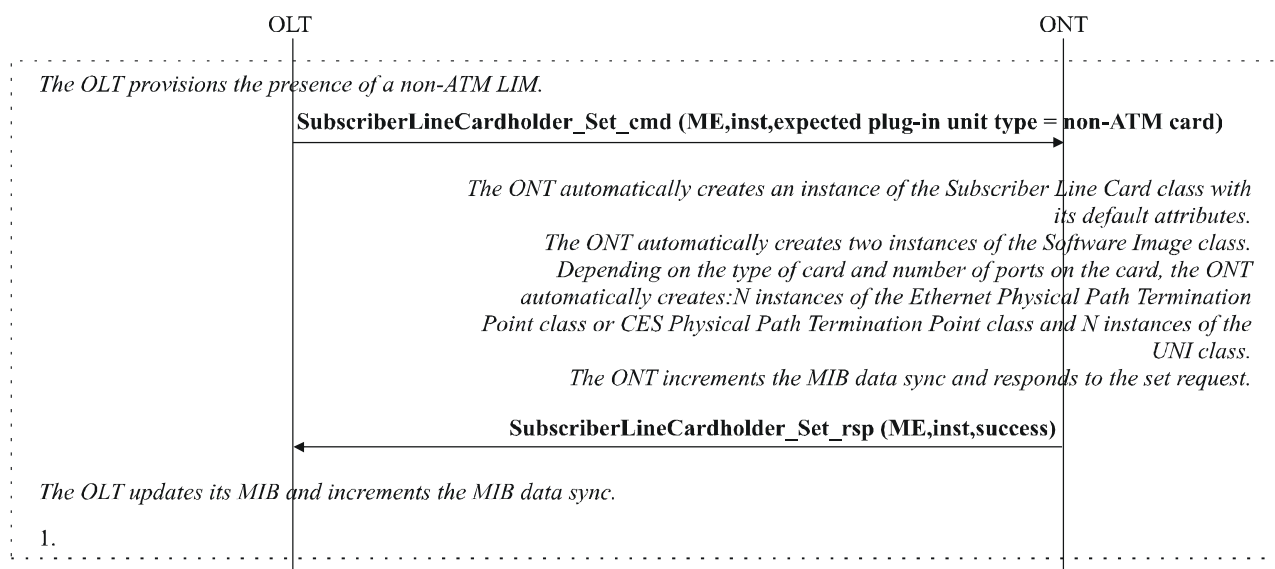 OLT ONT
The OLT provisions the presence of a non-ATM LIM.
SubscriberLineCardholder_Set_cmd (ME,inst,expected plug-in unit type = non-ATM card)
The ONT automatically creates an instance of the Subscriber Line Card class with
its default attributes.
The ONT automatically creates two instances of the Software Image class.
Depending on the type of card and number of ports on the card, the ONT
automatically creates:N instances of the Ethernet Physical Path Termination
Point class or CES Physical Path Termination Point class and N instances of the
UNI class.
The ONT increments the MIB data sync and responds to the set request.
SubscriberLineCardholder_Set_rsp (ME,inst,success)
The OLT updates its MIB and increments the MIB data sync.
1.